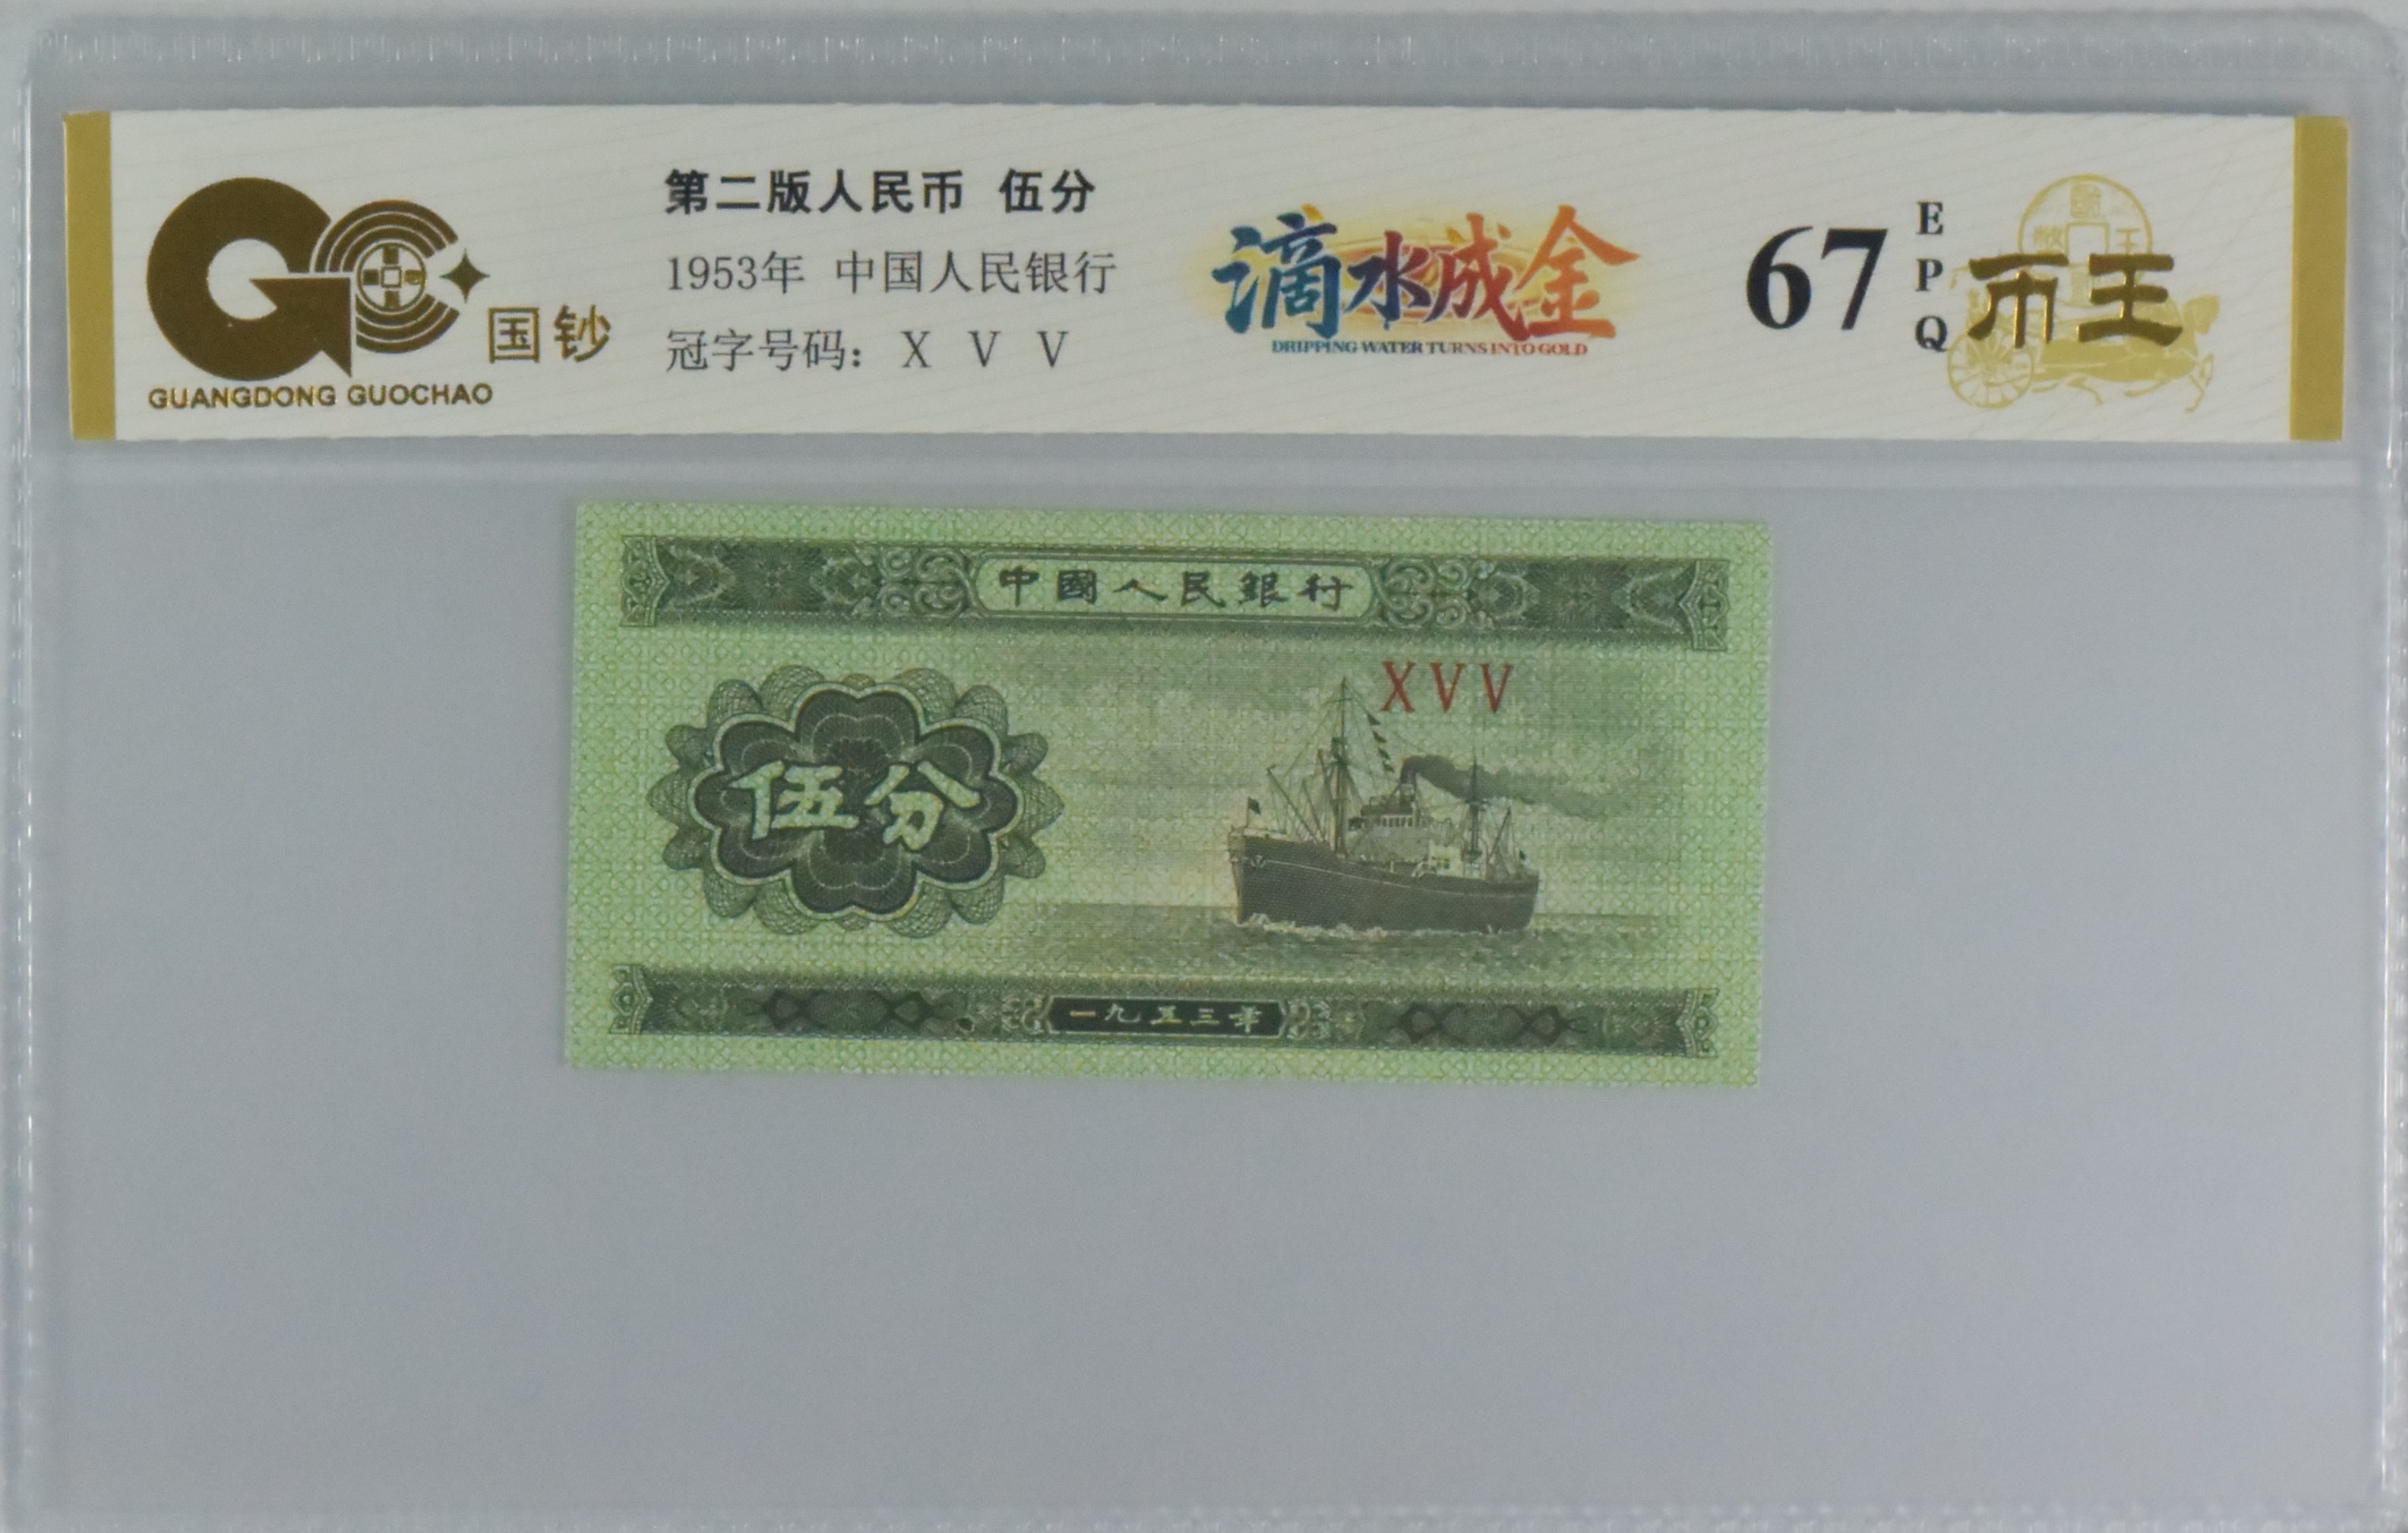 国钞
GUANGDONG GUOCHAO
第二版人民币 伍分
1953年 中国人民银行
冠字号码： X V V
滴水成金
DRIPPING WATER TURNS INTO GOLD
67
E
P
Q
币王
中國人民銀行
XVV
伍分
一九五三年